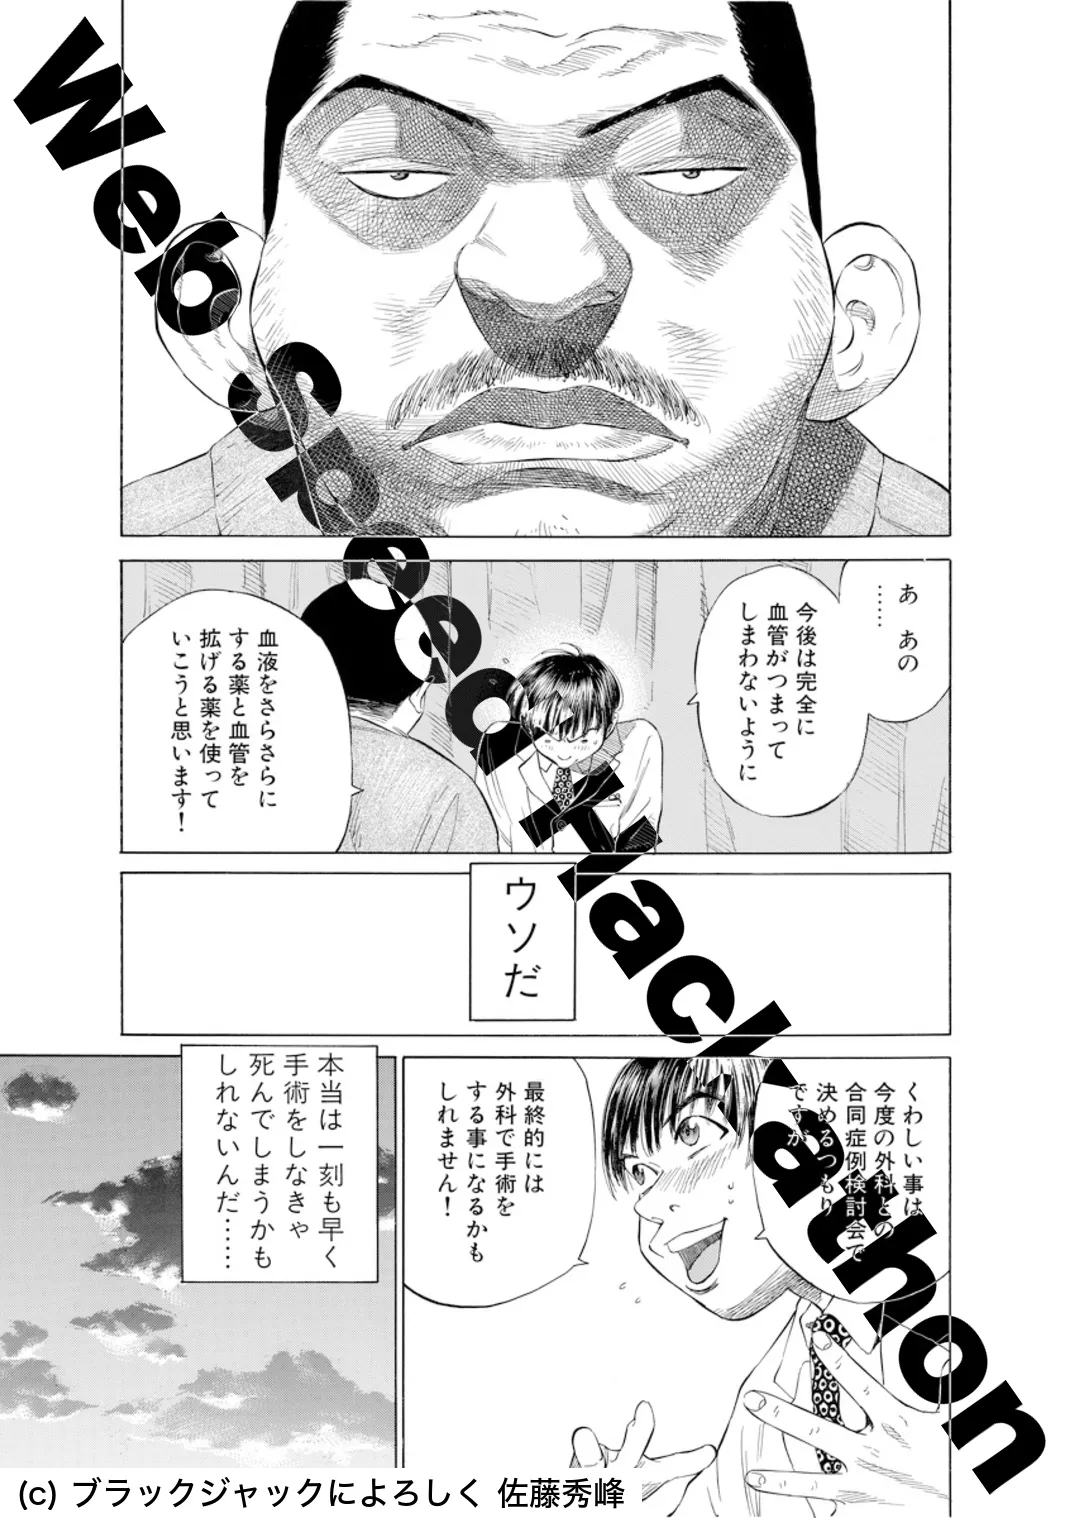 あ あの
……
今後は完全に
血管がつまって
しまわないように
血液をさらさらに
する薬と血管を
拡げる薬を使って
いこうと思います！
ウソだ
くわしい事は
今度の外科との
合同症例検討会で
決めるつもり
ですが
最終的には
外科で手術を
する事になるかも
しれません！
本当は一刻も早く
手術をしなきゃ
死んでしまうかも
しれないんだ……
Web Spe
(c) ブラックジャックによろしく 佐藤秀峰